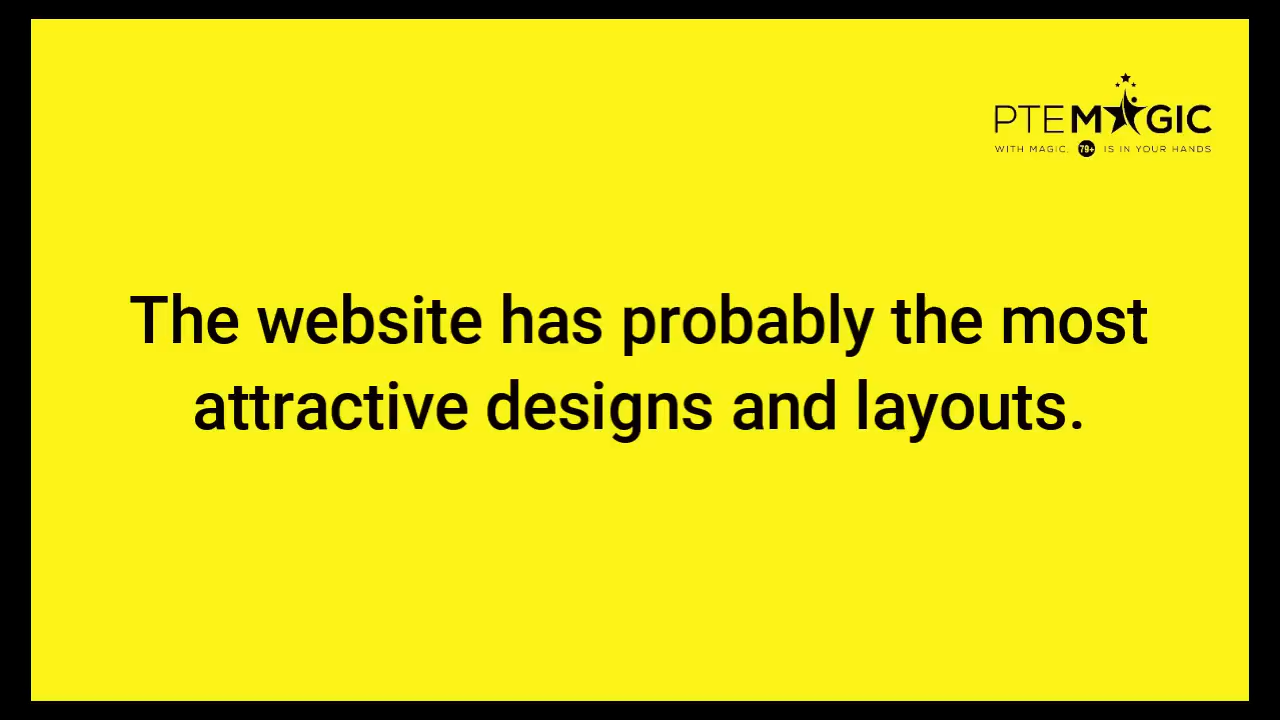 PTEMAGIC
WITH MAGIC, 79+ IS IN YOUR HANDS
The website has probably the most
attractive designs and layouts.